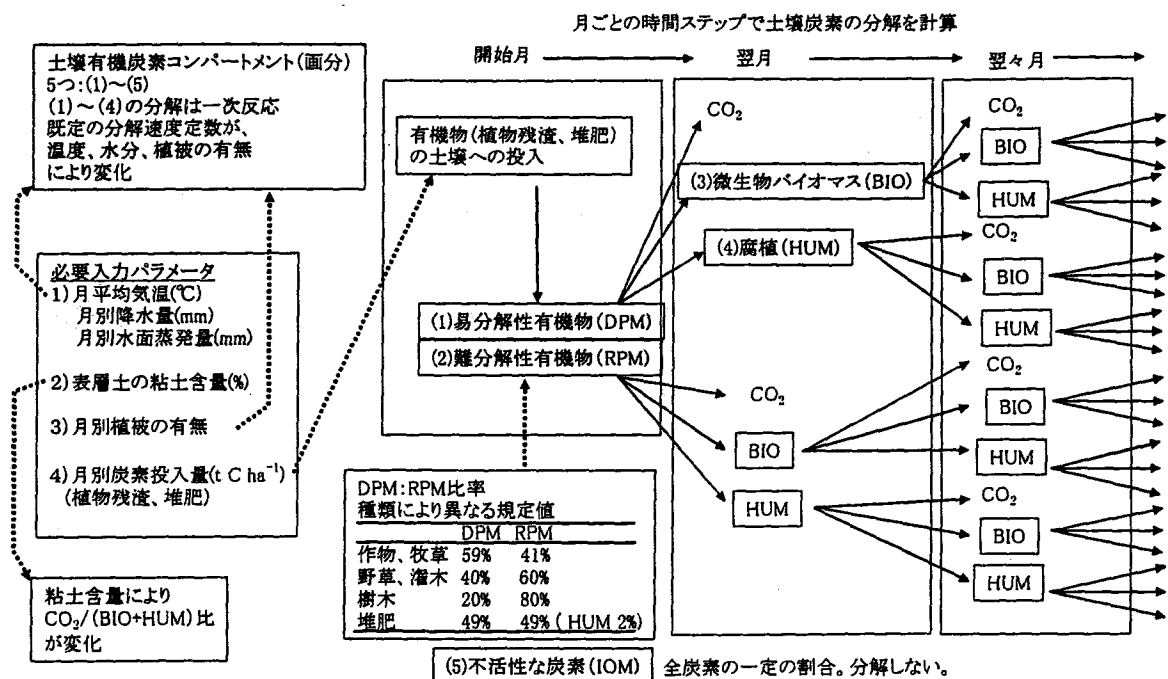 月ごとの時間ステップで土壌炭素の分解を計算
開始月
翌月
翌々月
土壌有機炭素コンパートメント(画分)
5つ:(1)～(5)
(1)～(4)の分解は一次反応
既定の分解速度定数が、
温度、水分、植被の有無
により変化
必要入力パラメータ
1)月平均気温(℃)
月別降水量(mm)
月別水面蒸発量(mm)
2)表層土の粘土含量(%)
3)月別植被の有無
4)月別炭素投入量(t C ha⁻¹)
(植物残渣、堆肥)
粘土含量により
CO₂/(BIO+HUM)比
が変化
有機物(植物残渣、堆肥)
の土壌への投入
(1)易分解性有機物(DPM)
(2)難分解性有機物(RPM)
DPM:RPM比率
種類により異なる規定値
DPM RPM
作物、牧草 59% 41%
野草、潅木 40% 60%
樹木 20% 80%
堆肥 49% 49% (HUM 2%)
CO₂
(3)微生物バイオマス(BIO)
(4)腐植(HUM)
CO₂
BIO
HUM
CO₂
BIO
HUM
CO₂
BIO
HUM
CO₂
BIO
HUM
CO₂
BIO
HUM
(5)不活性な炭素(IOM) 全炭素の一定の割合。分解しない。